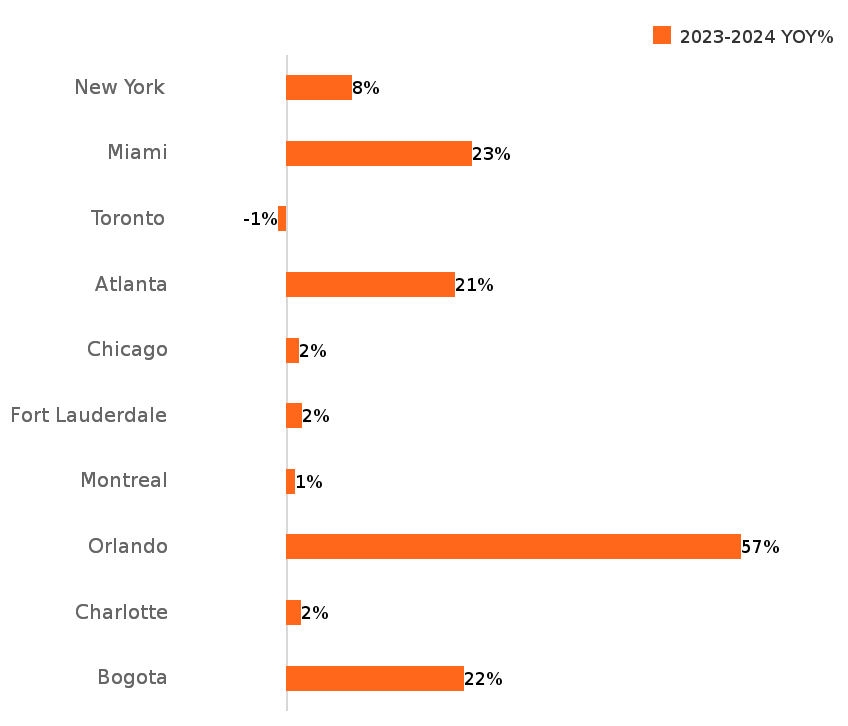 2023-2024 YOY%
New York 8%
Miami 23%
Toronto -1%
Atlanta 21%
Chicago 2%
Fort Lauderdale 2%
Montreal 1%
Orlando 57%
Charlotte 2%
Bogota 22%